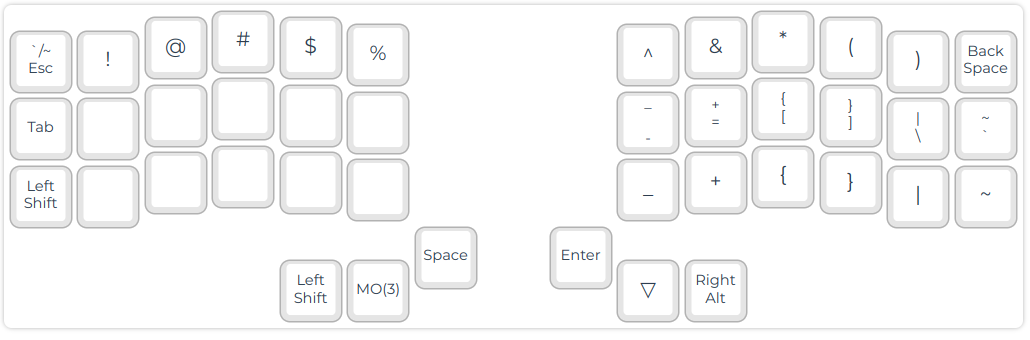 `/~
Esc
!
@
#
$
%
^
&
*
(
)
Back
Space
Tab
_
-
+
=
{
[
}
]
|
\
~
`
Left
Shift
_
+
{
}
|
~
Space
Enter
Left
Shift
MO(3)
▽
Right
Alt